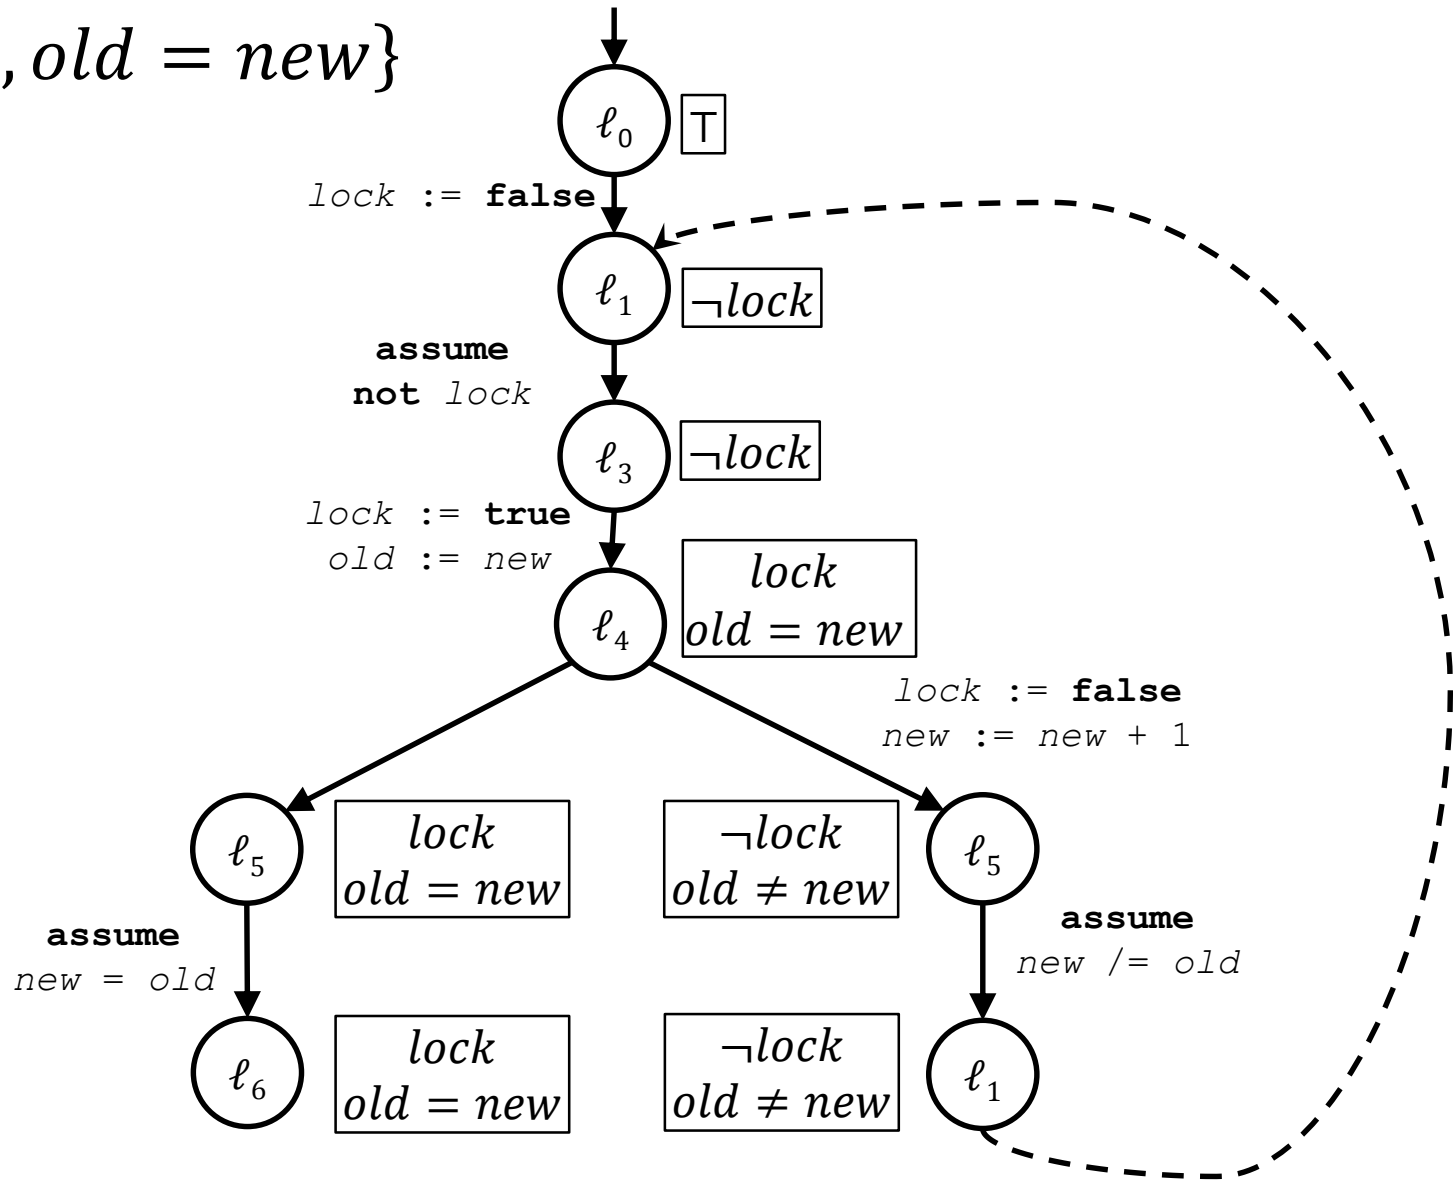 , old = new}
ℓ0
T
lock := false
ℓ1
¬lock
assume
not lock
ℓ3
¬lock
lock := true
old := new
ℓ4
lock
old = new
lock := false
new := new + 1
ℓ5
lock
old = new
¬lock
old ≠ new
ℓ5
assume
new = old
assume
new /= old
ℓ6
lock
old = new
¬lock
old ≠ new
ℓ1